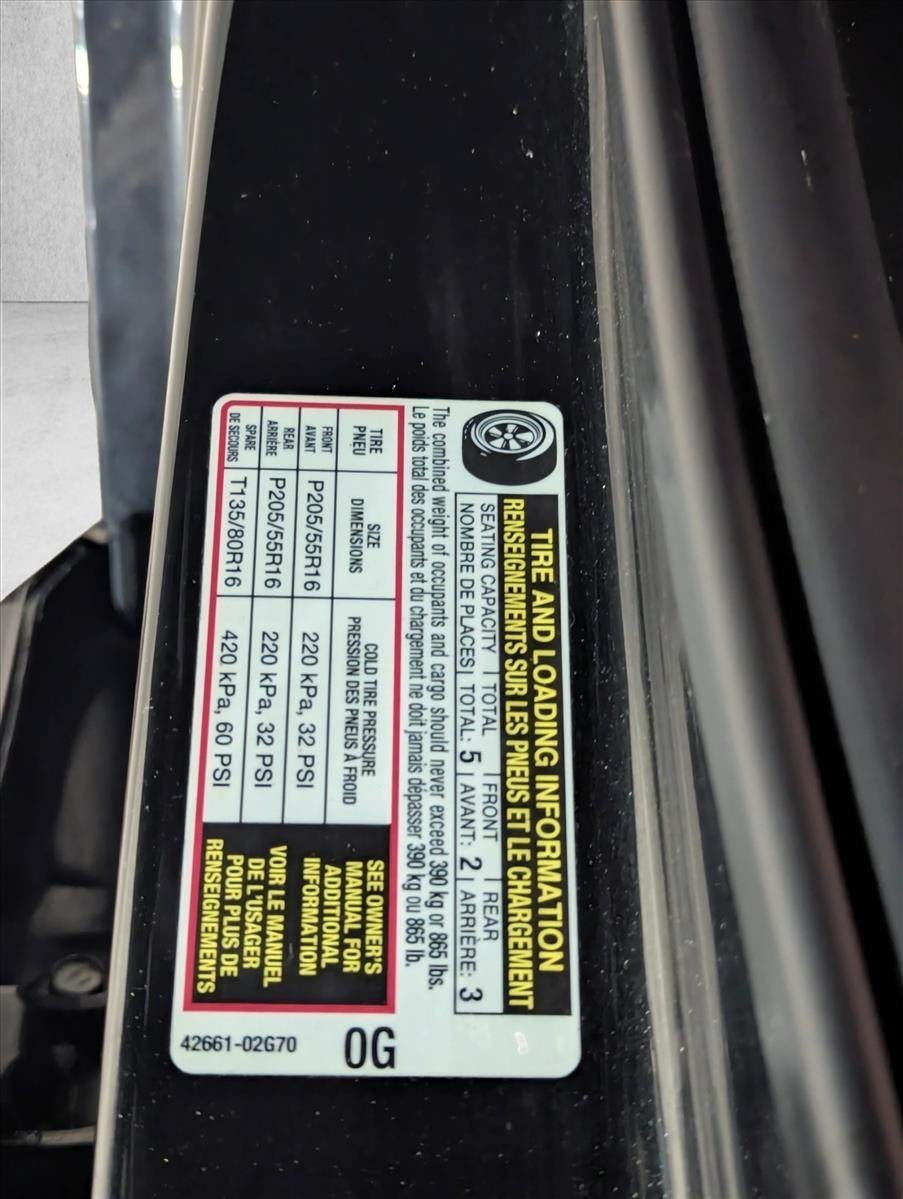 TIRE AND LOADING INFORMATION
RENSEIGNEMENTS SUR LES PNEUS ET LE CHARGEMENT
SEATING CAPACITY | TOTAL | FRONT | REAR
NOMBRE DE PLACES | TOTAL: 5 | AVANT: 2 | ARRIÈRE: 3
The combined weight of occupants and cargo should never exceed 390 kg or 865 lbs.
Le poids total des occupants et du chargement ne doit jamais dépasser 390 kg ou 865 lb.
TIRE SIZE COLD TIRE PRESSURE
PNEU DIMENSIONS PRESSION DES PNEUS À FROID
FRONT
AVANT P205/55R16 220 kPa, 32 PSI
REAR
ARRIÈRE P205/55R16 220 kPa, 32 PSI
SPARE
DE SECOURS T135/80R16 420 kPa, 60 PSI
SEE OWNER'S
MANUAL FOR
ADDITIONAL
INFORMATION
VOIR LE MANUEL
DE L'USAGER
POUR PLUS DE
RENSEIGNEMENTS
0G
42661-02G70